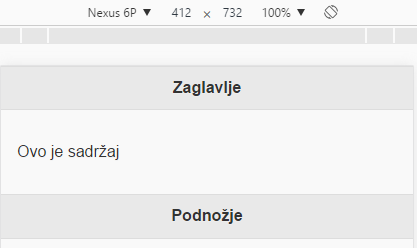 Nexus 6P ▼ 412 × 732 100% ▼
Zaglavlje
Ovo je sadržaj
Podnožje